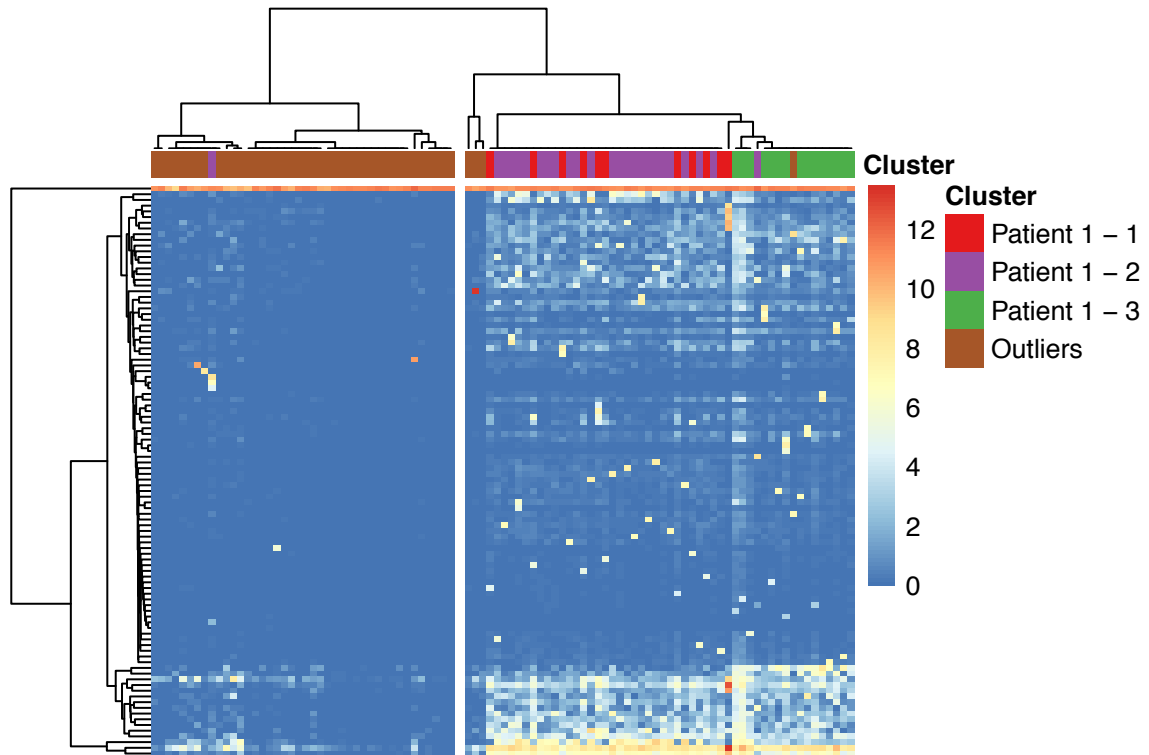 Cluster
12
10
8
6
4
2
0
Cluster
Patient 1 – 1
Patient 1 – 2
Patient 1 – 3
Outliers